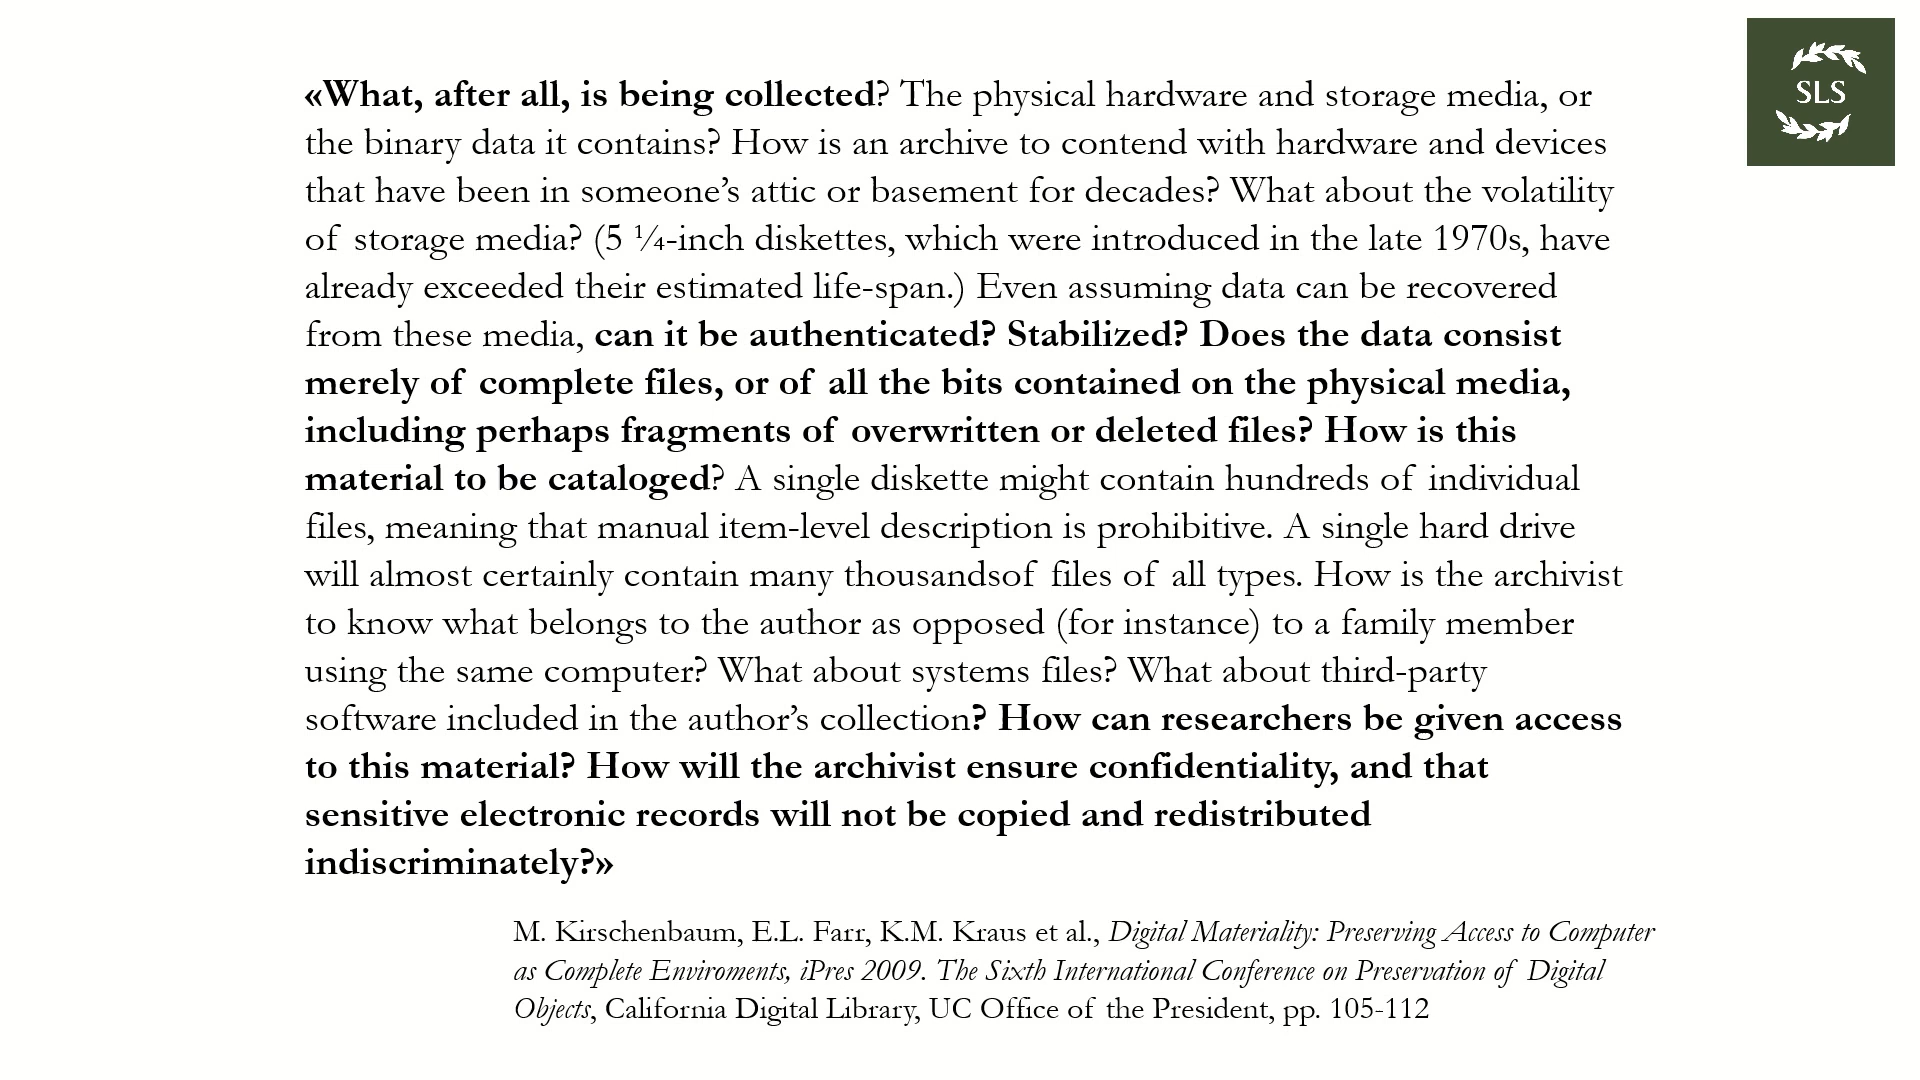 SLS
«What, after all, is being collected? The physical hardware and storage media, or
the binary data it contains? How is an archive to contend with hardware and devices
that have been in someone’s attic or basement for decades? What about the volatility
of storage media? (5 ¼-inch diskettes, which were introduced in the late 1970s, have
already exceeded their estimated life-span.) Even assuming data can be recovered
from these media, can it be authenticated? Stabilized? Does the data consist
merely of complete files, or of all the bits contained on the physical media,
including perhaps fragments of overwritten or deleted files? How is this
material to be cataloged? A single diskette might contain hundreds of individual
files, meaning that manual item-level description is prohibitive. A single hard drive
will almost certainly contain many thousandsof files of all types. How is the archivist
to know what belongs to the author as opposed (for instance) to a family member
using the same computer? What about systems files? What about third-party
software included in the author’s collection? How can researchers be given access
to this material? How will the archivist ensure confidentiality, and that
sensitive electronic records will not be copied and redistributed
indiscriminately?»
M. Kirschenbaum, E.L. Farr, K.M. Kraus et al., Digital Materiality: Preserving Access to Computer
as Complete Enviroments, iPres 2009. The Sixth International Conference on Preservation of Digital
Objects, California Digital Library, UC Office of the President, pp. 105-112